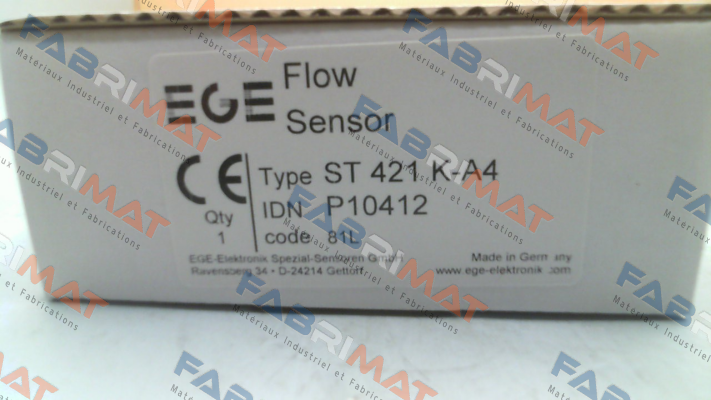 EGE
Flow
Sensor
CE
Type ST 421 K-A4
IDN P10412
code 81L
Qty
1
EGE-Elektronik Spezial-Sensoren GmbH
Ravensberg 34 • D-24214 Gettorf
Made in Germany
www.ege-elektronik.com
FABRIMAT
Materiaux Industriel et Fabrications